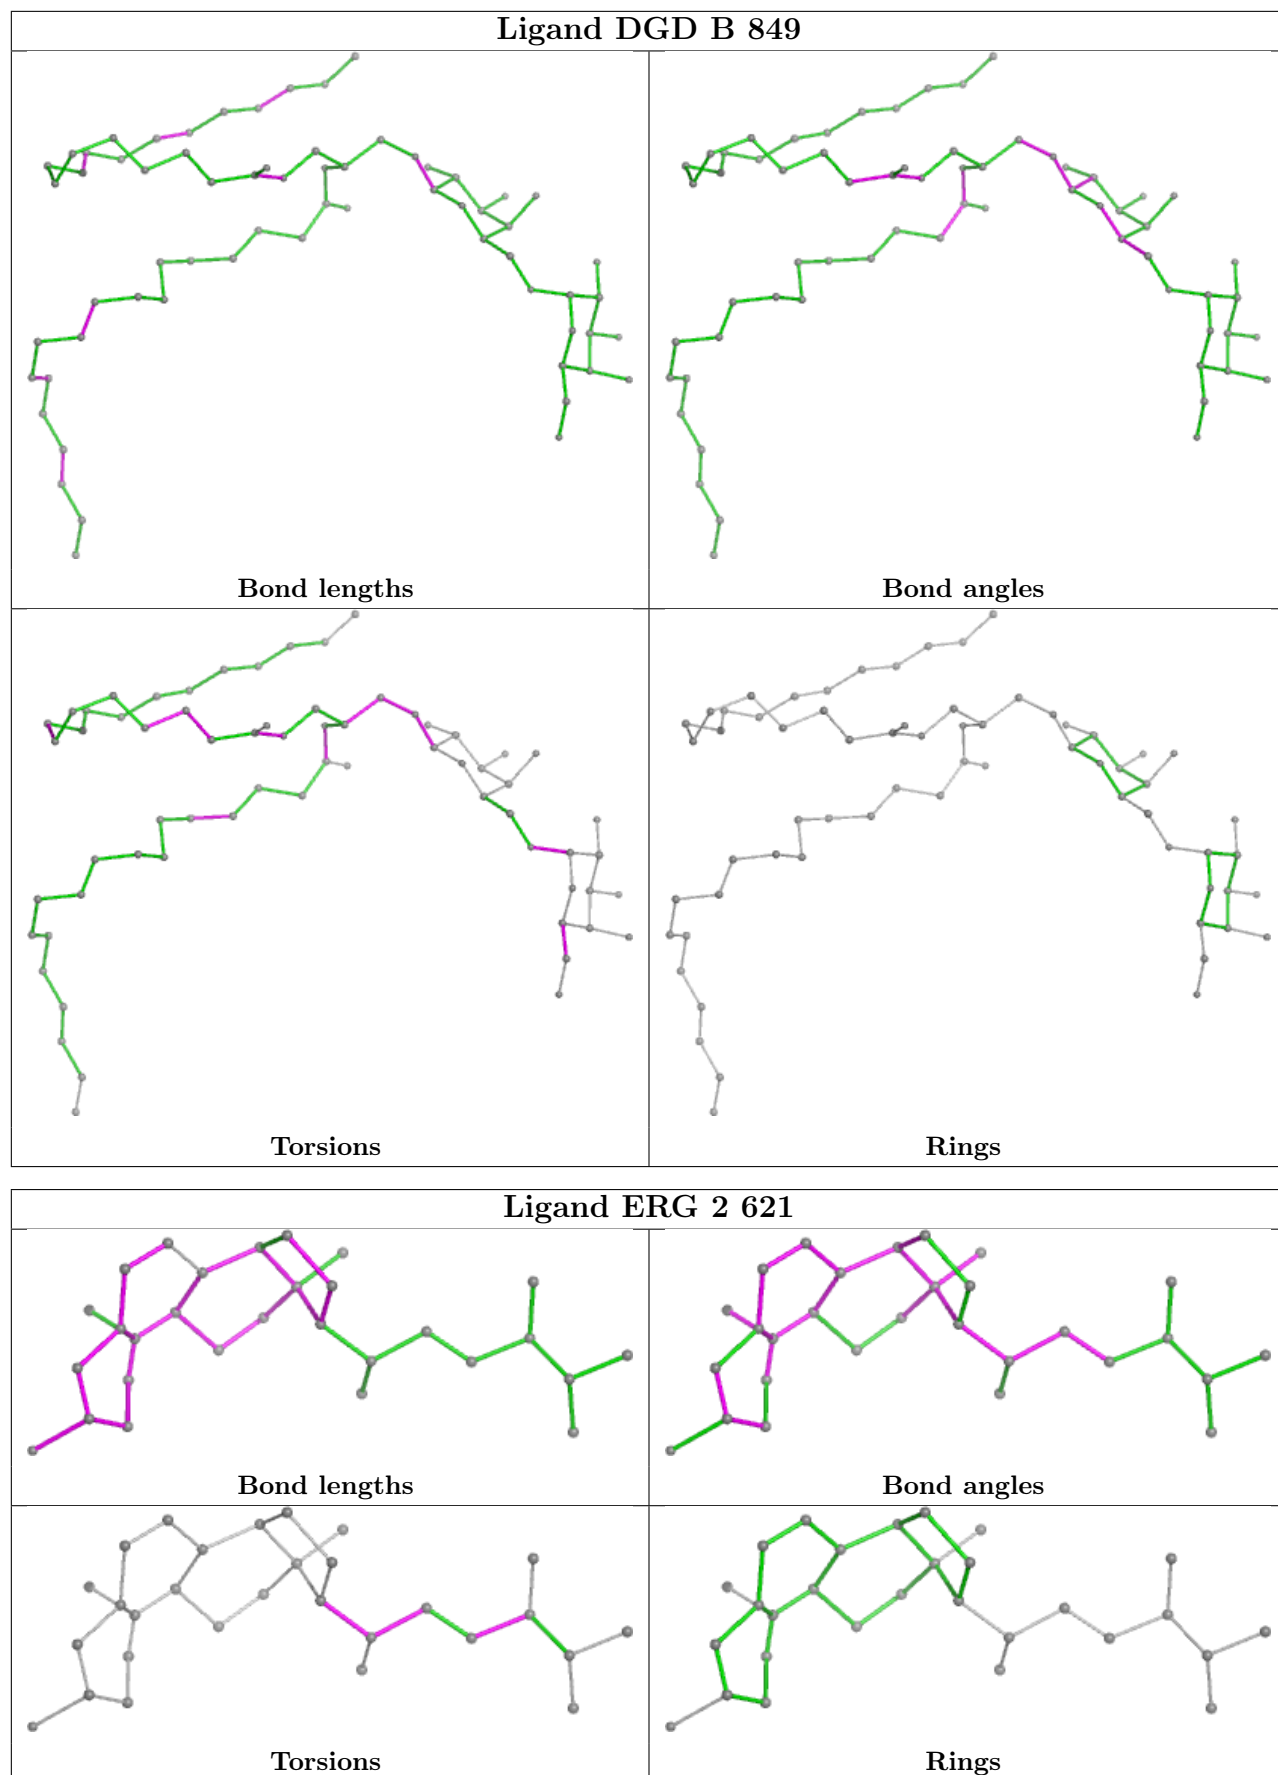 Ligand DGD B 849
Bond lengths
Bond angles
Torsions
Rings
Ligand ERG 2 621
Bond lengths
Bond angles
Torsions
Rings